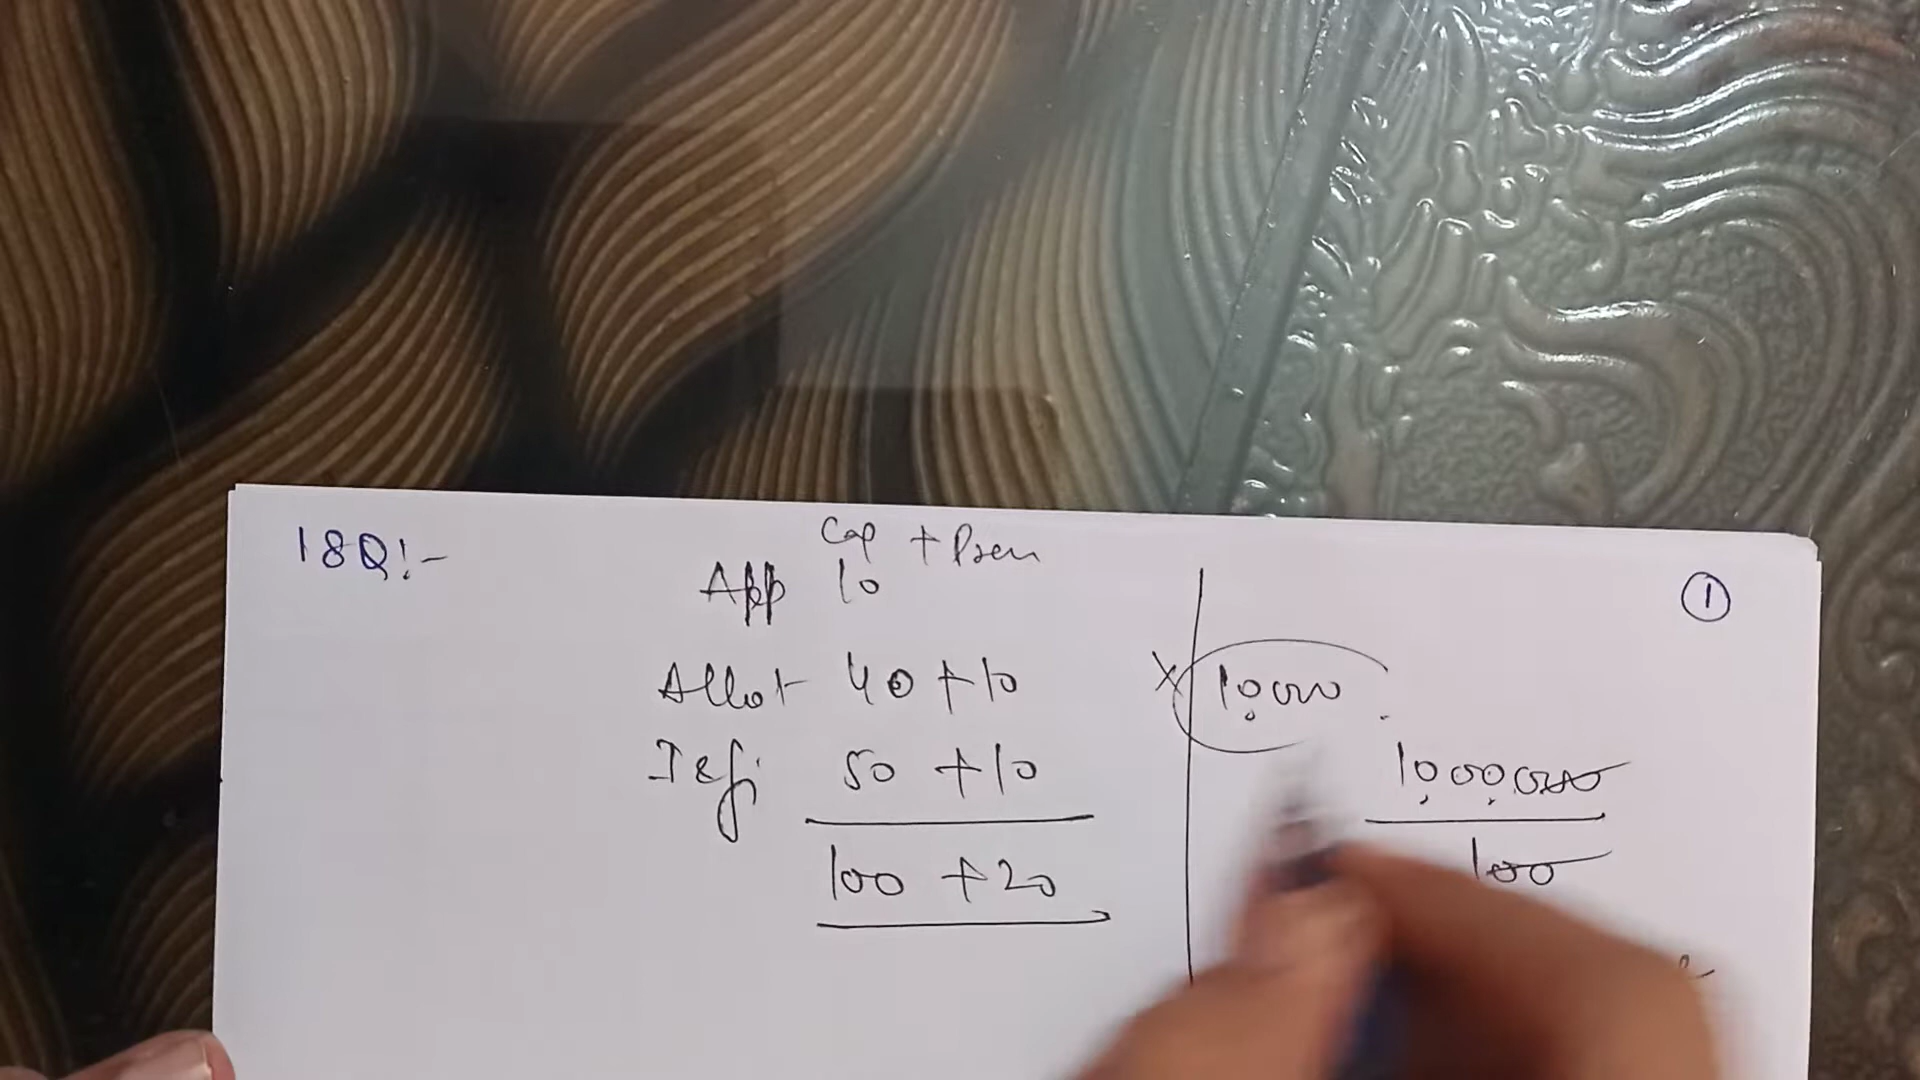 18Q:-
Cap + Prem
App 10
Allot 40 + 10
I & fi 50 + 10
100 + 20
①
X 10,000
10,00,000
100